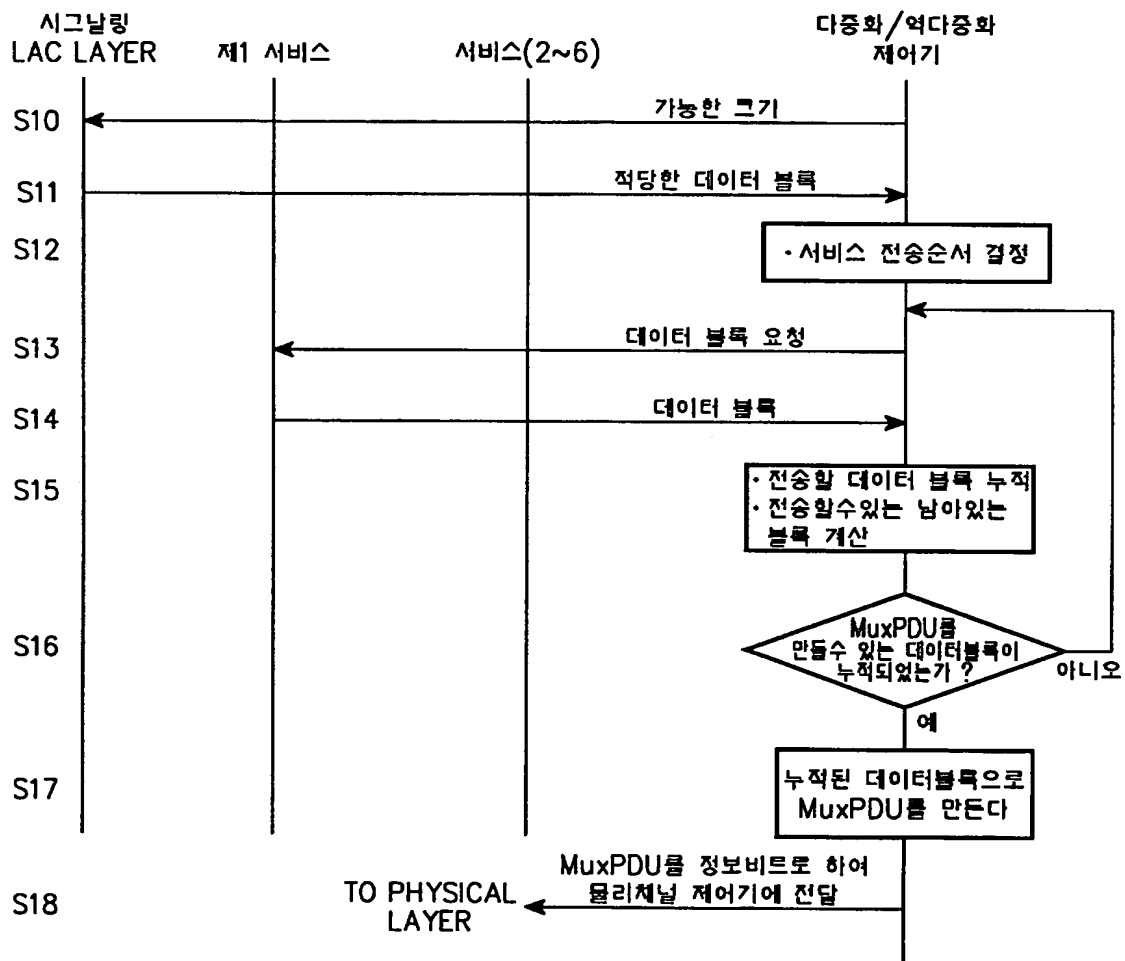 시그날링
LAC LAYER
제1 서비스
서비스(2~6)
다중화/역다중화
제어기
S10
가능한 크기
S11
적당한 데이터 블록
S12
· 서비스 전송순서 결정
S13
데이터 블록 요청
S14
데이터 블록
S15
· 전송할 데이터 블록 누적
· 전송할수있는 남아있는
블록 계산
S16
MuxPDU를
만들수 있는 데이터블록이
누적되었는가 ?
아니오
예
S17
누적된 데이터블록으로
MuxPDU를 만든다
S18
MuxPDU를 정보비트로 하여
물리채널 제어기에 전달
TO PHYSICAL
LAYER